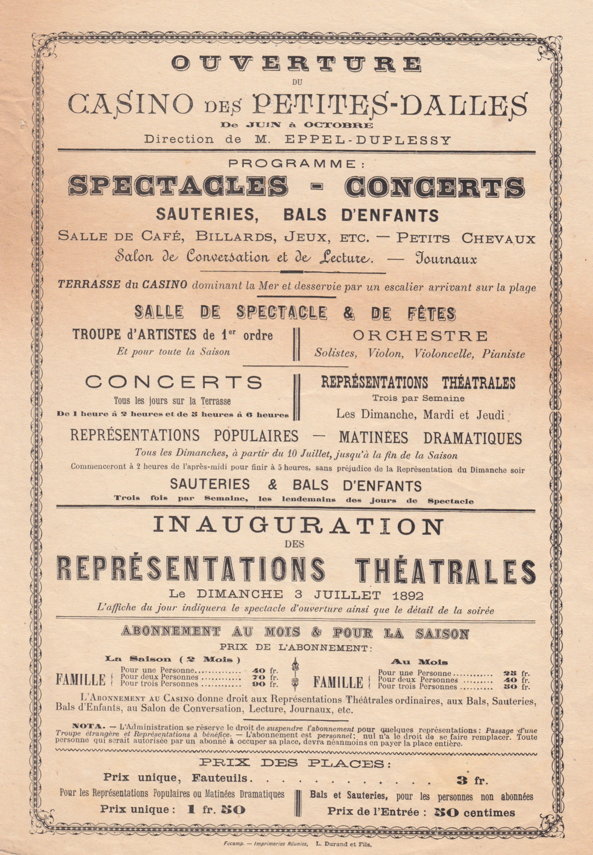 OUVERTURE
DU
CASINO DES PETITES-DALLES
De JUIN à OCTOBRE
Direction de M. EPPEL-DUPLESSY
PROGRAMME:
SPECTACLES - CONCERTS
SAUTERIES, BALS D'ENFANTS
SALLE DE CAFÉ, BILLARDS, JEUX, ETC. — PETITS CHEVAUX
Salon de Conversation et de Lecture. — Journaux
TERRASSE du CASINO dominant la Mer et desservie par un escalier arrivant sur la plage
SALLE DE SPECTACLE & DE FÊTES
TROUPE D'ARTISTES de 1er ordre
Et pour toute la Saison
ORCHESTRE
Solistes, Violon, Violoncelle, Pianiste
CONCERTS
Tous les jours sur la Terrasse
De 1 heure à 2 heures et de 5 heures à 6 heures
REPRÉSENTATIONS THÉATRALES
Trois par Semaine
Les Dimanche, Mardi et Jeudi
REPRÉSENTATIONS POPULAIRES — MATINÉES DRAMATIQUES
Tous les Dimanches, à partir du 10 Juillet, jusqu'à la fin de la Saison
Commenceront à 2 heures de l'après-midi pour finir à 5 heures, sans préjudice de la Représentation du Dimanche soir
SAUTERIES & BALS D'ENFANTS
Trois fois par Semaine, les lendemains des jours de Spectacle
INAUGURATION
DES
REPRÉSENTATIONS THÉATRALES
Le DIMANCHE 3 JUILLET 1892
L'affiche du jour indiquera le spectacle d'ouverture ainsi que le détail de la soirée
ABONNEMENT AU MOIS & POUR LA SAISON
PRIX DE L'ABONNEMENT:
La Saison (2 Mois)
FAMILLE
Pour une Personne........... 40 fr.
Pour deux Personnes........ 70 fr.
Pour trois Personnes........ 90 fr.
Au Mois
FAMILLE
Pour une Personne........... 25 fr.
Pour deux Personnes........ 40 fr.
Pour trois Personnes........ 50 fr.
L'ABONNEMENT AU CASINO donne droit aux Représentations Théâtrales ordinaires, aux Bals, Sauteries,
Bals d'Enfants, au Salon de Conversation, Lecture, Journaux, etc.
NOTA. — L'Administration se réserve le droit de suspendre l'abonnement pour quelques représentations: Passage d'une
Troupe étrangère et Représentations à bénéfice. — L'abonnement est personnel; nul n'a le droit de se faire remplacer. Toute
personne qui serait autorisée par un abonné à occuper sa place, devra néanmoins en payer la place entière.
PRIX DES PLACES:
Prix unique, Fauteuils. . . . . . . . . . . . . . 3 fr.
Pour les Représentations Populaires ou Matinées Dramatiques
Prix unique : 1 fr. 50
Bals et Sauteries, pour les personnes non abonnées
Prix de l'Entrée : 50 centimes
Fécamp. — Imprimeries Réunies, L. Durand et Fils.